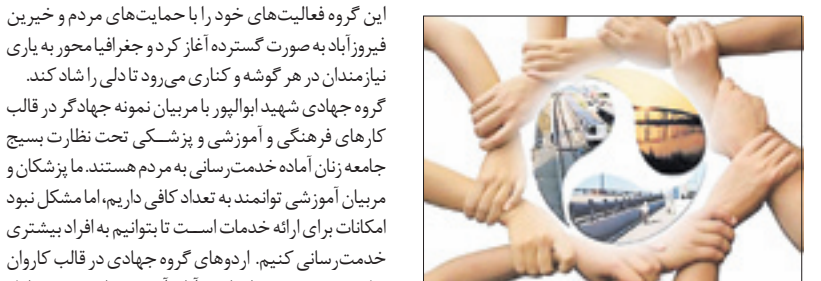 این گروه فعالیت‌های خود را با حمایت‌های مردم و خیرین
فیروزآباد به صورت گسترده آغاز کرد و جغرافیا محور به یاری
نیازمندان در هر گوشه و کناری می‌رود تا دلی را شاد کند.
گروه جهادی شهید ابوالپور با مربیان نمونه جهادگر در قالب
کارهای فرهنگی و آموزشی و پزشــکی تحت نظارت بسیج
جامعه زنان آماده خدمت‌رسانی به مردم هستند. ما پزشکان و
مربیان آموزشی توانمند به تعداد کافی داریم، اما مشکل نبود
امکانات برای ارائه خدمات اســت تا بتوانیم به افراد بیشتری
خدمت‌رسانی کنیم. اردوهای گروه جهادی در قالب کاروان